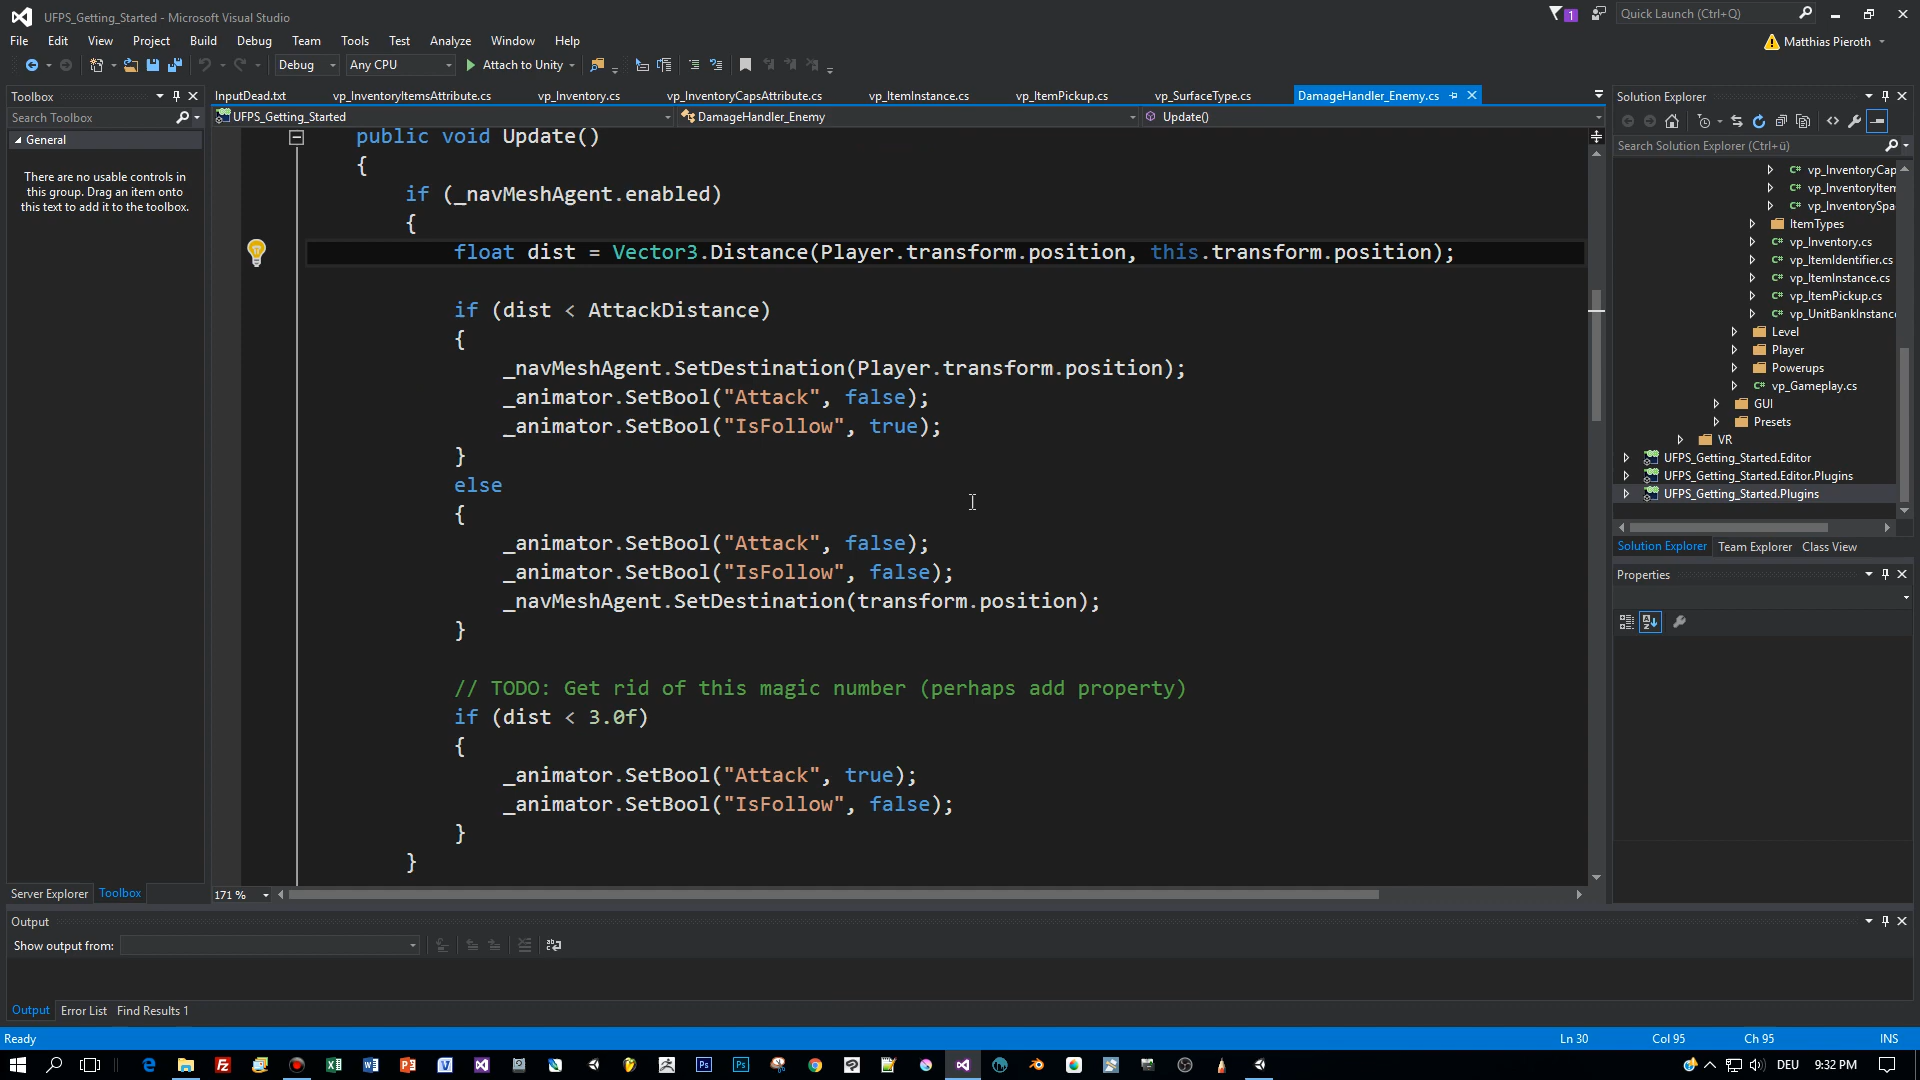 UFPS_Getting_Started - Microsoft Visual Studio
1
Quick Launch (Ctrl+Q)
File Edit View Project Build Debug Team Tools Test Analyze Window Help
Matthias Pieroth
Debug Any CPU Attach to Unity
Toolbox
InputDead.txt vp_InventoryItemsAttribute.cs vp_Inventory.cs vp_InventoryCapsAttribute.cs vp_ItemInstance.cs vp_ItemPickup.cs vp_SurfaceType.cs DamageHandler_Enemy.cs
Solution Explorer
Search Toolbox
UFPS_Getting_Started DamageHandler_Enemy Update()
General
There are no usable controls in
this group. Drag an item onto
this text to add it to the toolbox.
public void Update()
{
if (_navMeshAgent.enabled)
{
float dist = Vector3.Distance(Player.transform.position, this.transform.position);
if (dist < AttackDistance)
{
_navMeshAgent.SetDestination(Player.transform.position);
_animator.SetBool("Attack", false);
_animator.SetBool("IsFollow", true);
}
else
{
_animator.SetBool("Attack", false);
_animator.SetBool("IsFollow", false);
_navMeshAgent.SetDestination(transform.position);
}
// TODO: Get rid of this magic number (perhaps add property)
if (dist < 3.0f)
{
_animator.SetBool("Attack", true);
_animator.SetBool("IsFollow", false);
}
}
Search Solution Explorer (Ctrl+ü)
C# vp_InventoryCap
C# vp_InventoryItem
C# vp_InventorySpa
ItemTypes
C# vp_Inventory.cs
C# vp_ItemIdentifier.cs
C# vp_ItemInstance.cs
C# vp_ItemPickup.cs
C# vp_UnitBankInstance
Level
Player
Powerups
C# vp_Gameplay.cs
GUI
Presets
VR
UFPS_Getting_Started.Editor
UFPS_Getting_Started.Editor.Plugins
UFPS_Getting_Started.Plugins
Solution Explorer Team Explorer Class View
Properties
Server Explorer Toolbox
171 %
Output
Show output from:
Output Error List Find Results 1
Ready
Ln 30 Col 95 Ch 95 INS
DEU 9:32 PM